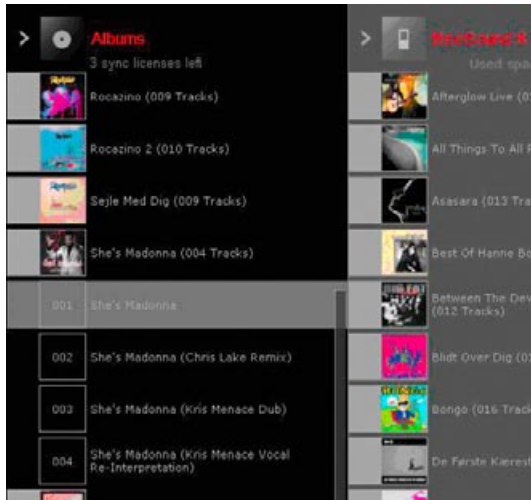 Albums
3 sync licenses left
Rocazino (009 Tracks)
Rocazino 2 (010 Tracks)
Sejle Med Dig (009 Tracks)
She's Madonna (004 Tracks)
001 She's Madonna
002 She's Madonna (Chris Lake Remix)
003 She's Madonna (Kris Menace Dub)
004 She's Madonna (Kris Menace Vocal
Re-Interpretation)
Used spa
Afterglow Live (0
All Things To All
Asasara (013 Tra
Best Of Hanne Bo
Between The Dev
(012 Tracks)
Blidt Over Dig (0
Bongo (016 Track
De Første Kærest